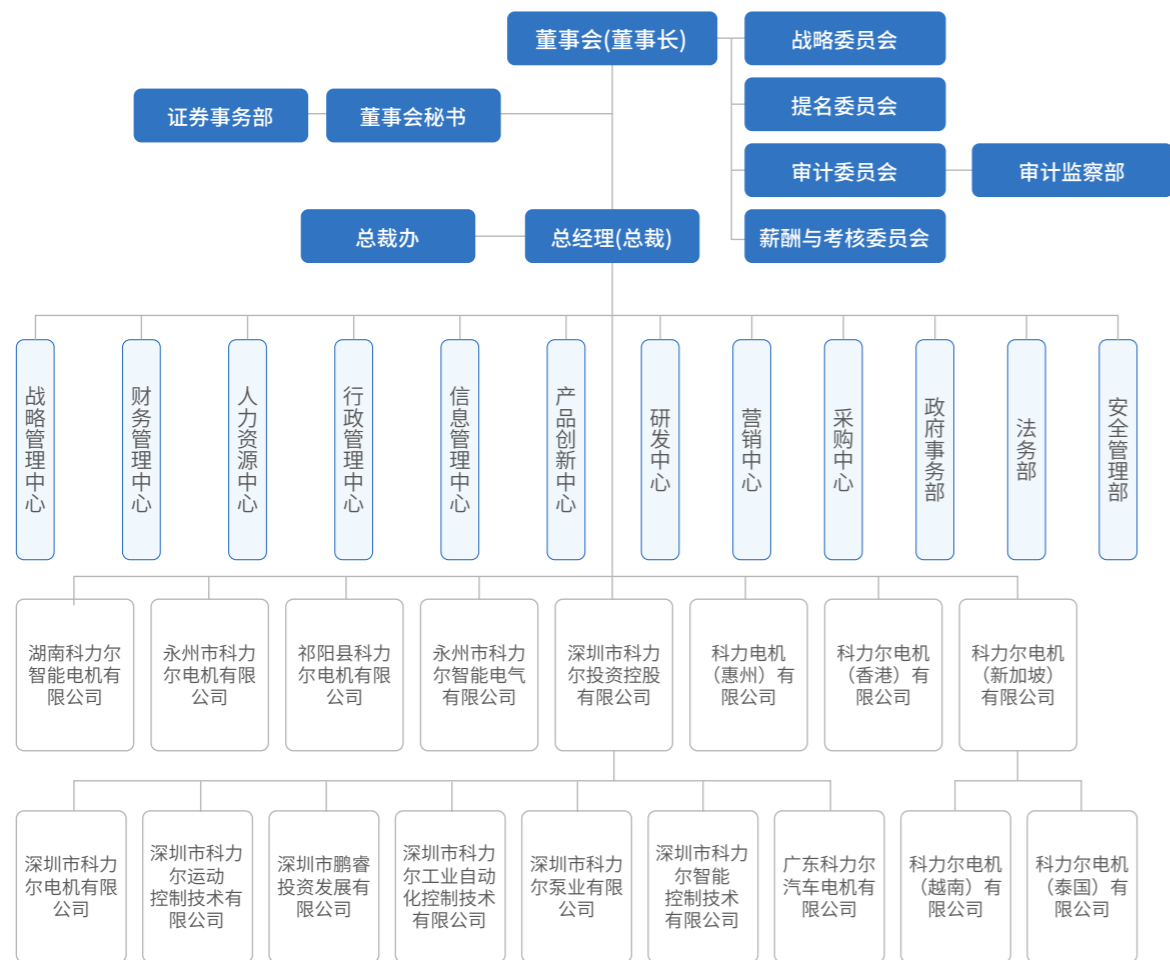 董事会(董事长)
战略委员会
提名委员会
证券事务部
董事会秘书
审计委员会
审计监察部
总裁办
总经理(总裁)
薪酬与考核委员会
战略管理中心
财务管理中心
人力资源中心
行政管理中心
信息管理中心
产品创新中心
研发中心
营销中心
采购中心
政府事务部
法务部
安全管理部
湖南科力尔
智能电机有
限公司
永州市科力
尔电机有限
公司
祁阳县科力
尔电机有限
公司
永州市科力
尔智能电气
有限公司
深圳市科力
尔投资控股
有限公司
科力电机
（惠州）有
限公司
科力尔电机
（香港）有
限公司
科力尔电机
（新加坡）
有限公司
深圳市科力
尔电机有限
公司
深圳市科力
尔运动
控制技术有
限公司
深圳市鹏睿
投资发展有
限公司
深圳市科力
尔工业自动
化控制技术
有限公司
深圳市科力
尔泵业有限
公司
深圳市科力
尔智能
控制技术
有限公司
广东科力尔
汽车电机有
限公司
科力尔电机
（越南）有
限公司
科力尔电机
（泰国）有
限公司